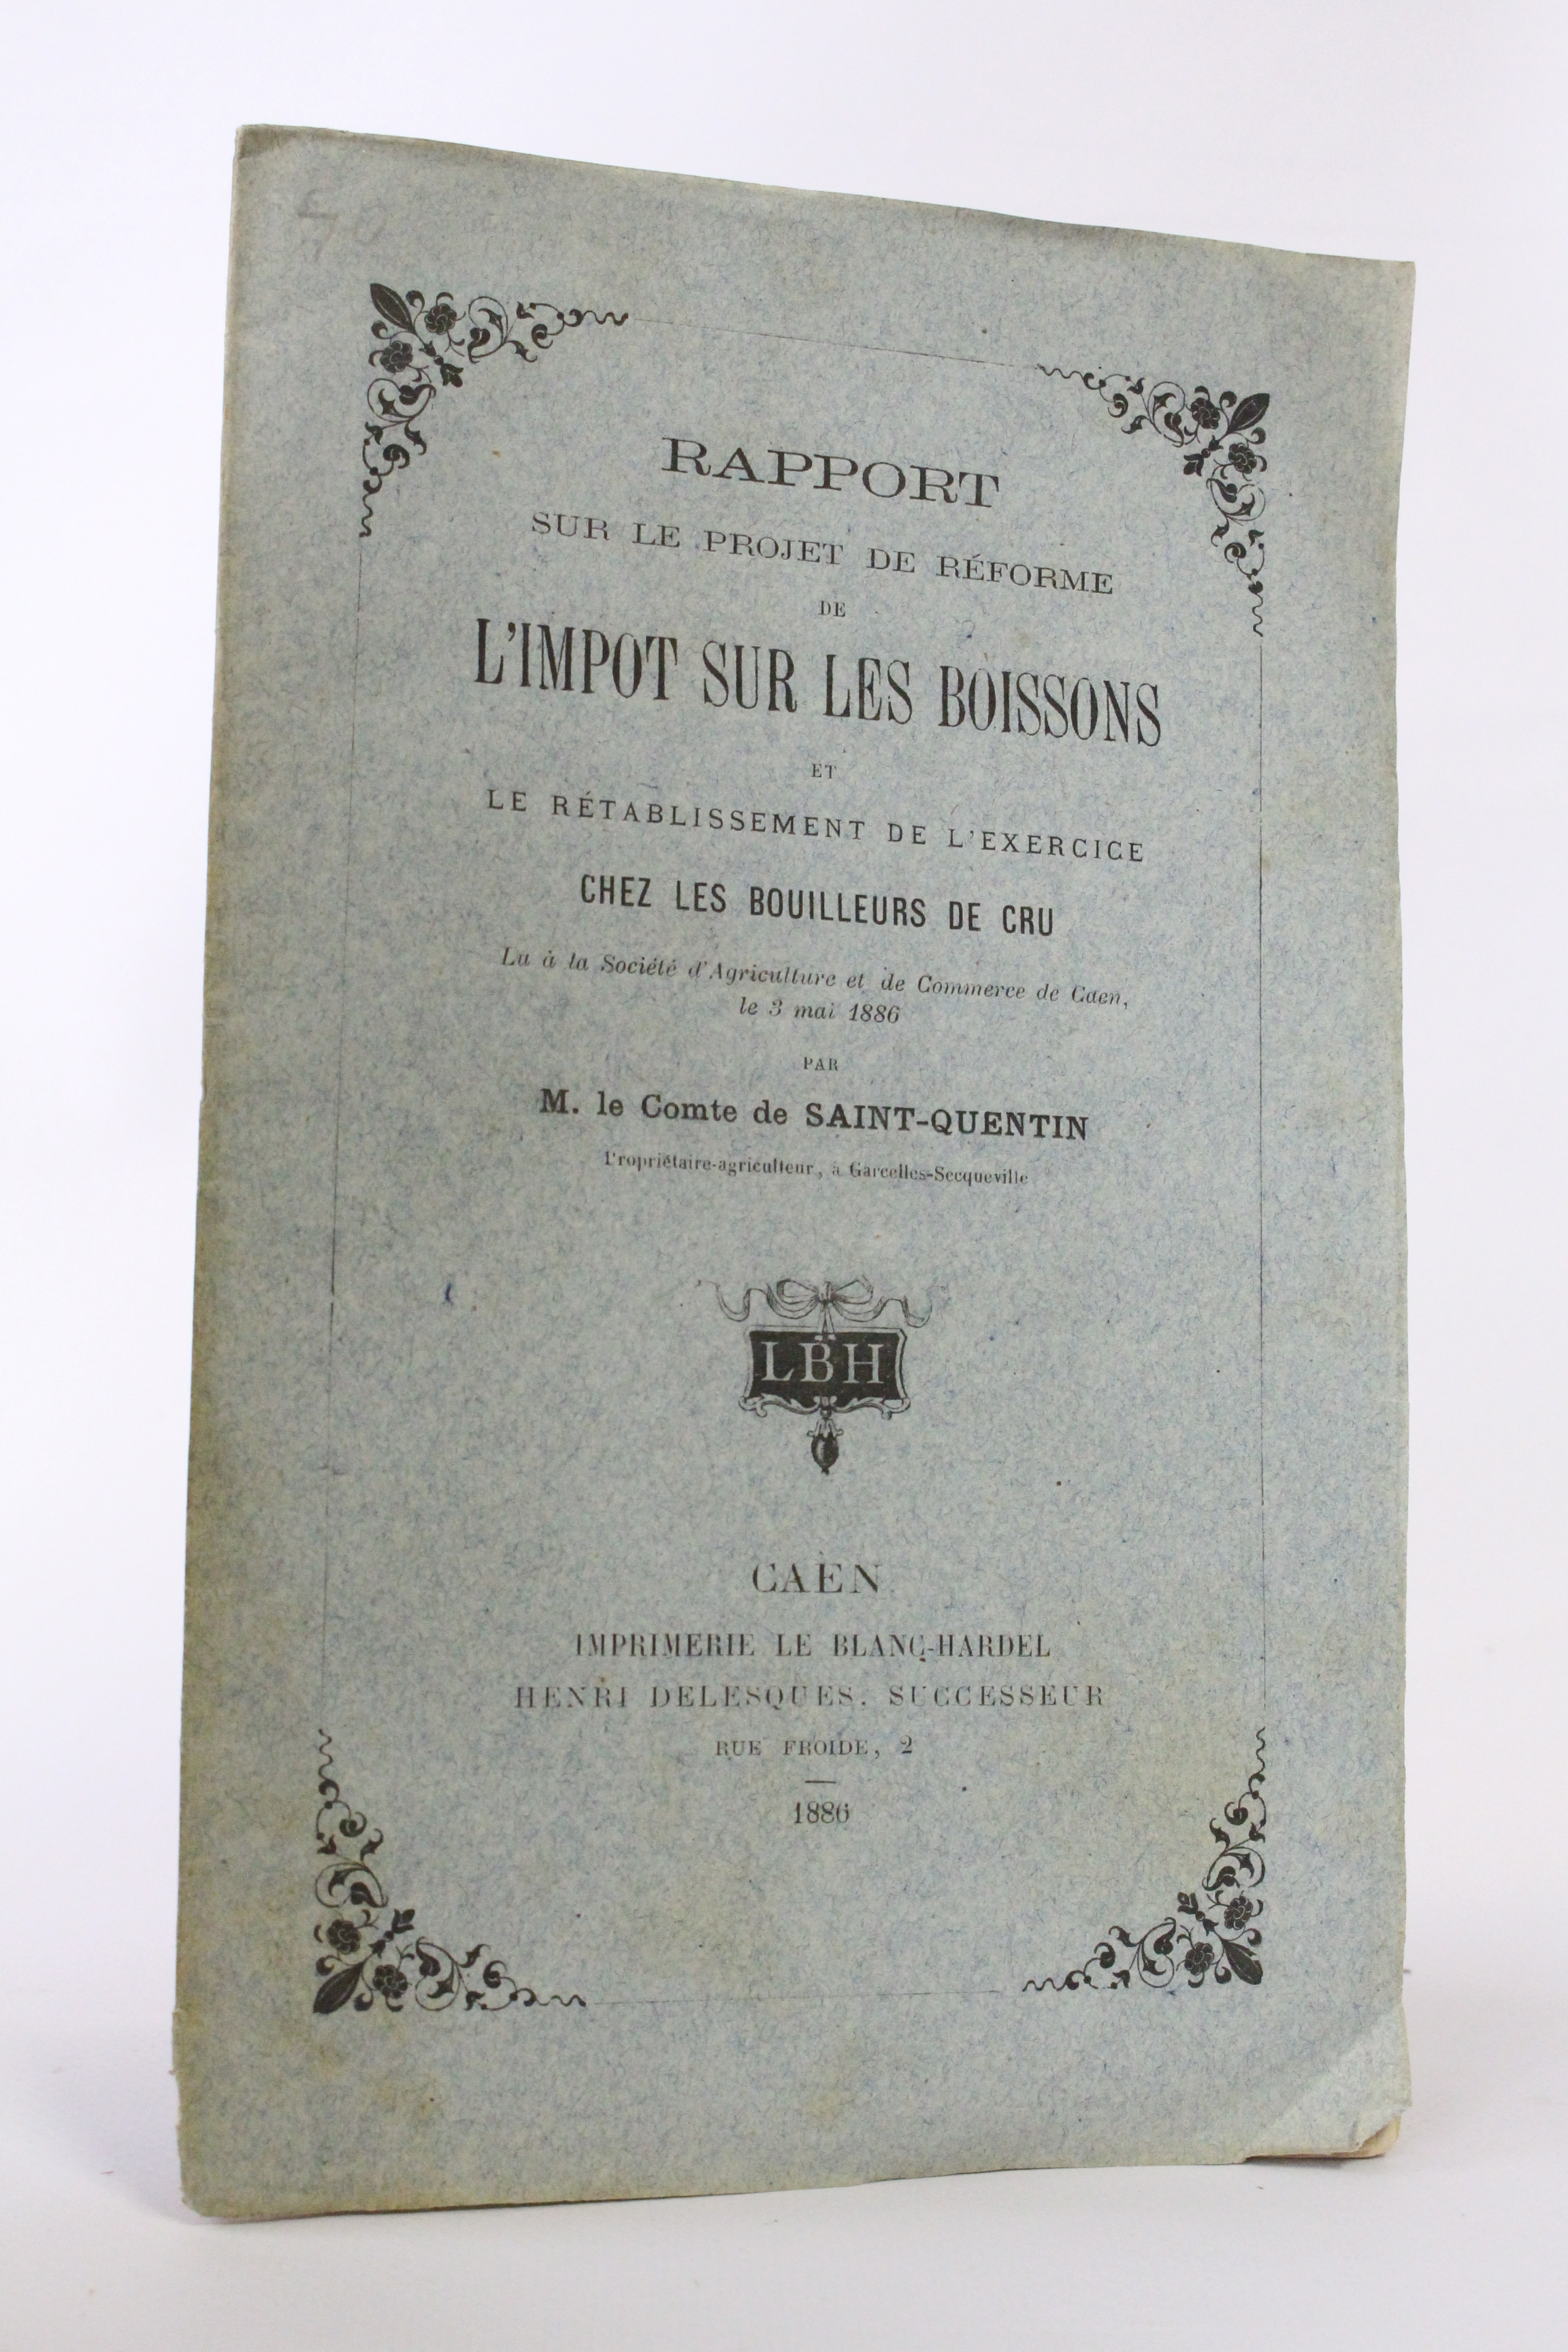 RAPPORT
SUR LE PROJET DE RÉFORME
DE
L'IMPOT SUR LES BOISSONS
ET
LE RÉTABLISSEMENT DE L'EXERCICE
CHEZ LES BOUILLEURS DE CRU
Lu à la Société d'Agriculture et de Commerce de Caen,
le 3 mai 1886
PAR
M. le Comte de SAINT-QUENTIN
Propriétaire-agriculteur, à Garcelles-Secqueville
LBH
CAEN
IMPRIMERIE LE BLANC-HARDEL
HENRI DELESQUES, SUCCESSEUR
RUE FROIDE, 2
1886